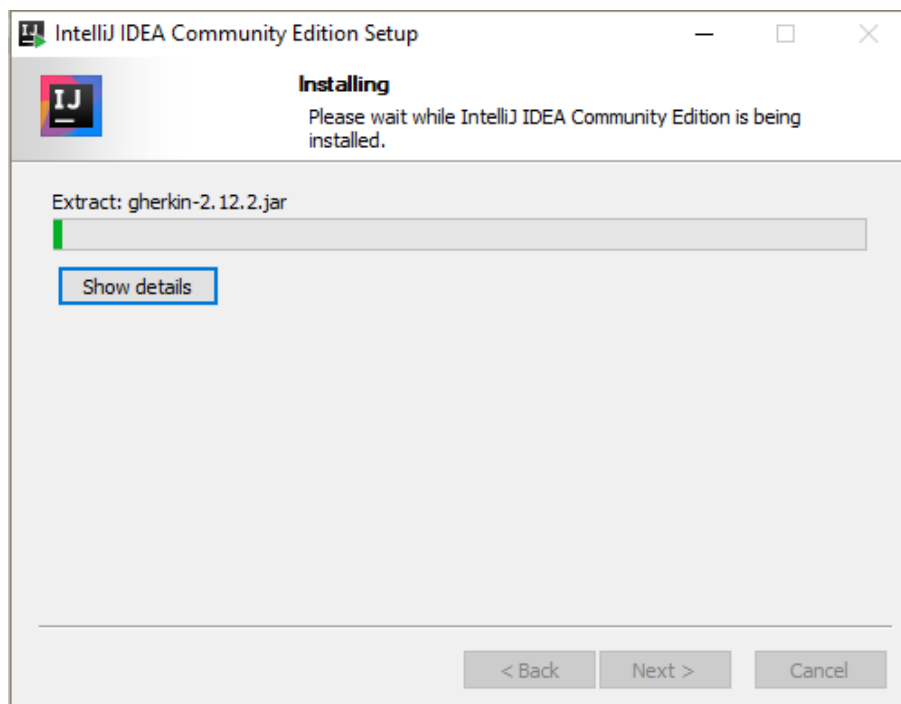 IJ IntelliJ IDEA Community Edition Setup
IJ
Installing
Please wait while IntelliJ IDEA Community Edition is being
installed.
Extract: gherkin-2.12.2.jar
Show details
< Back Next > Cancel